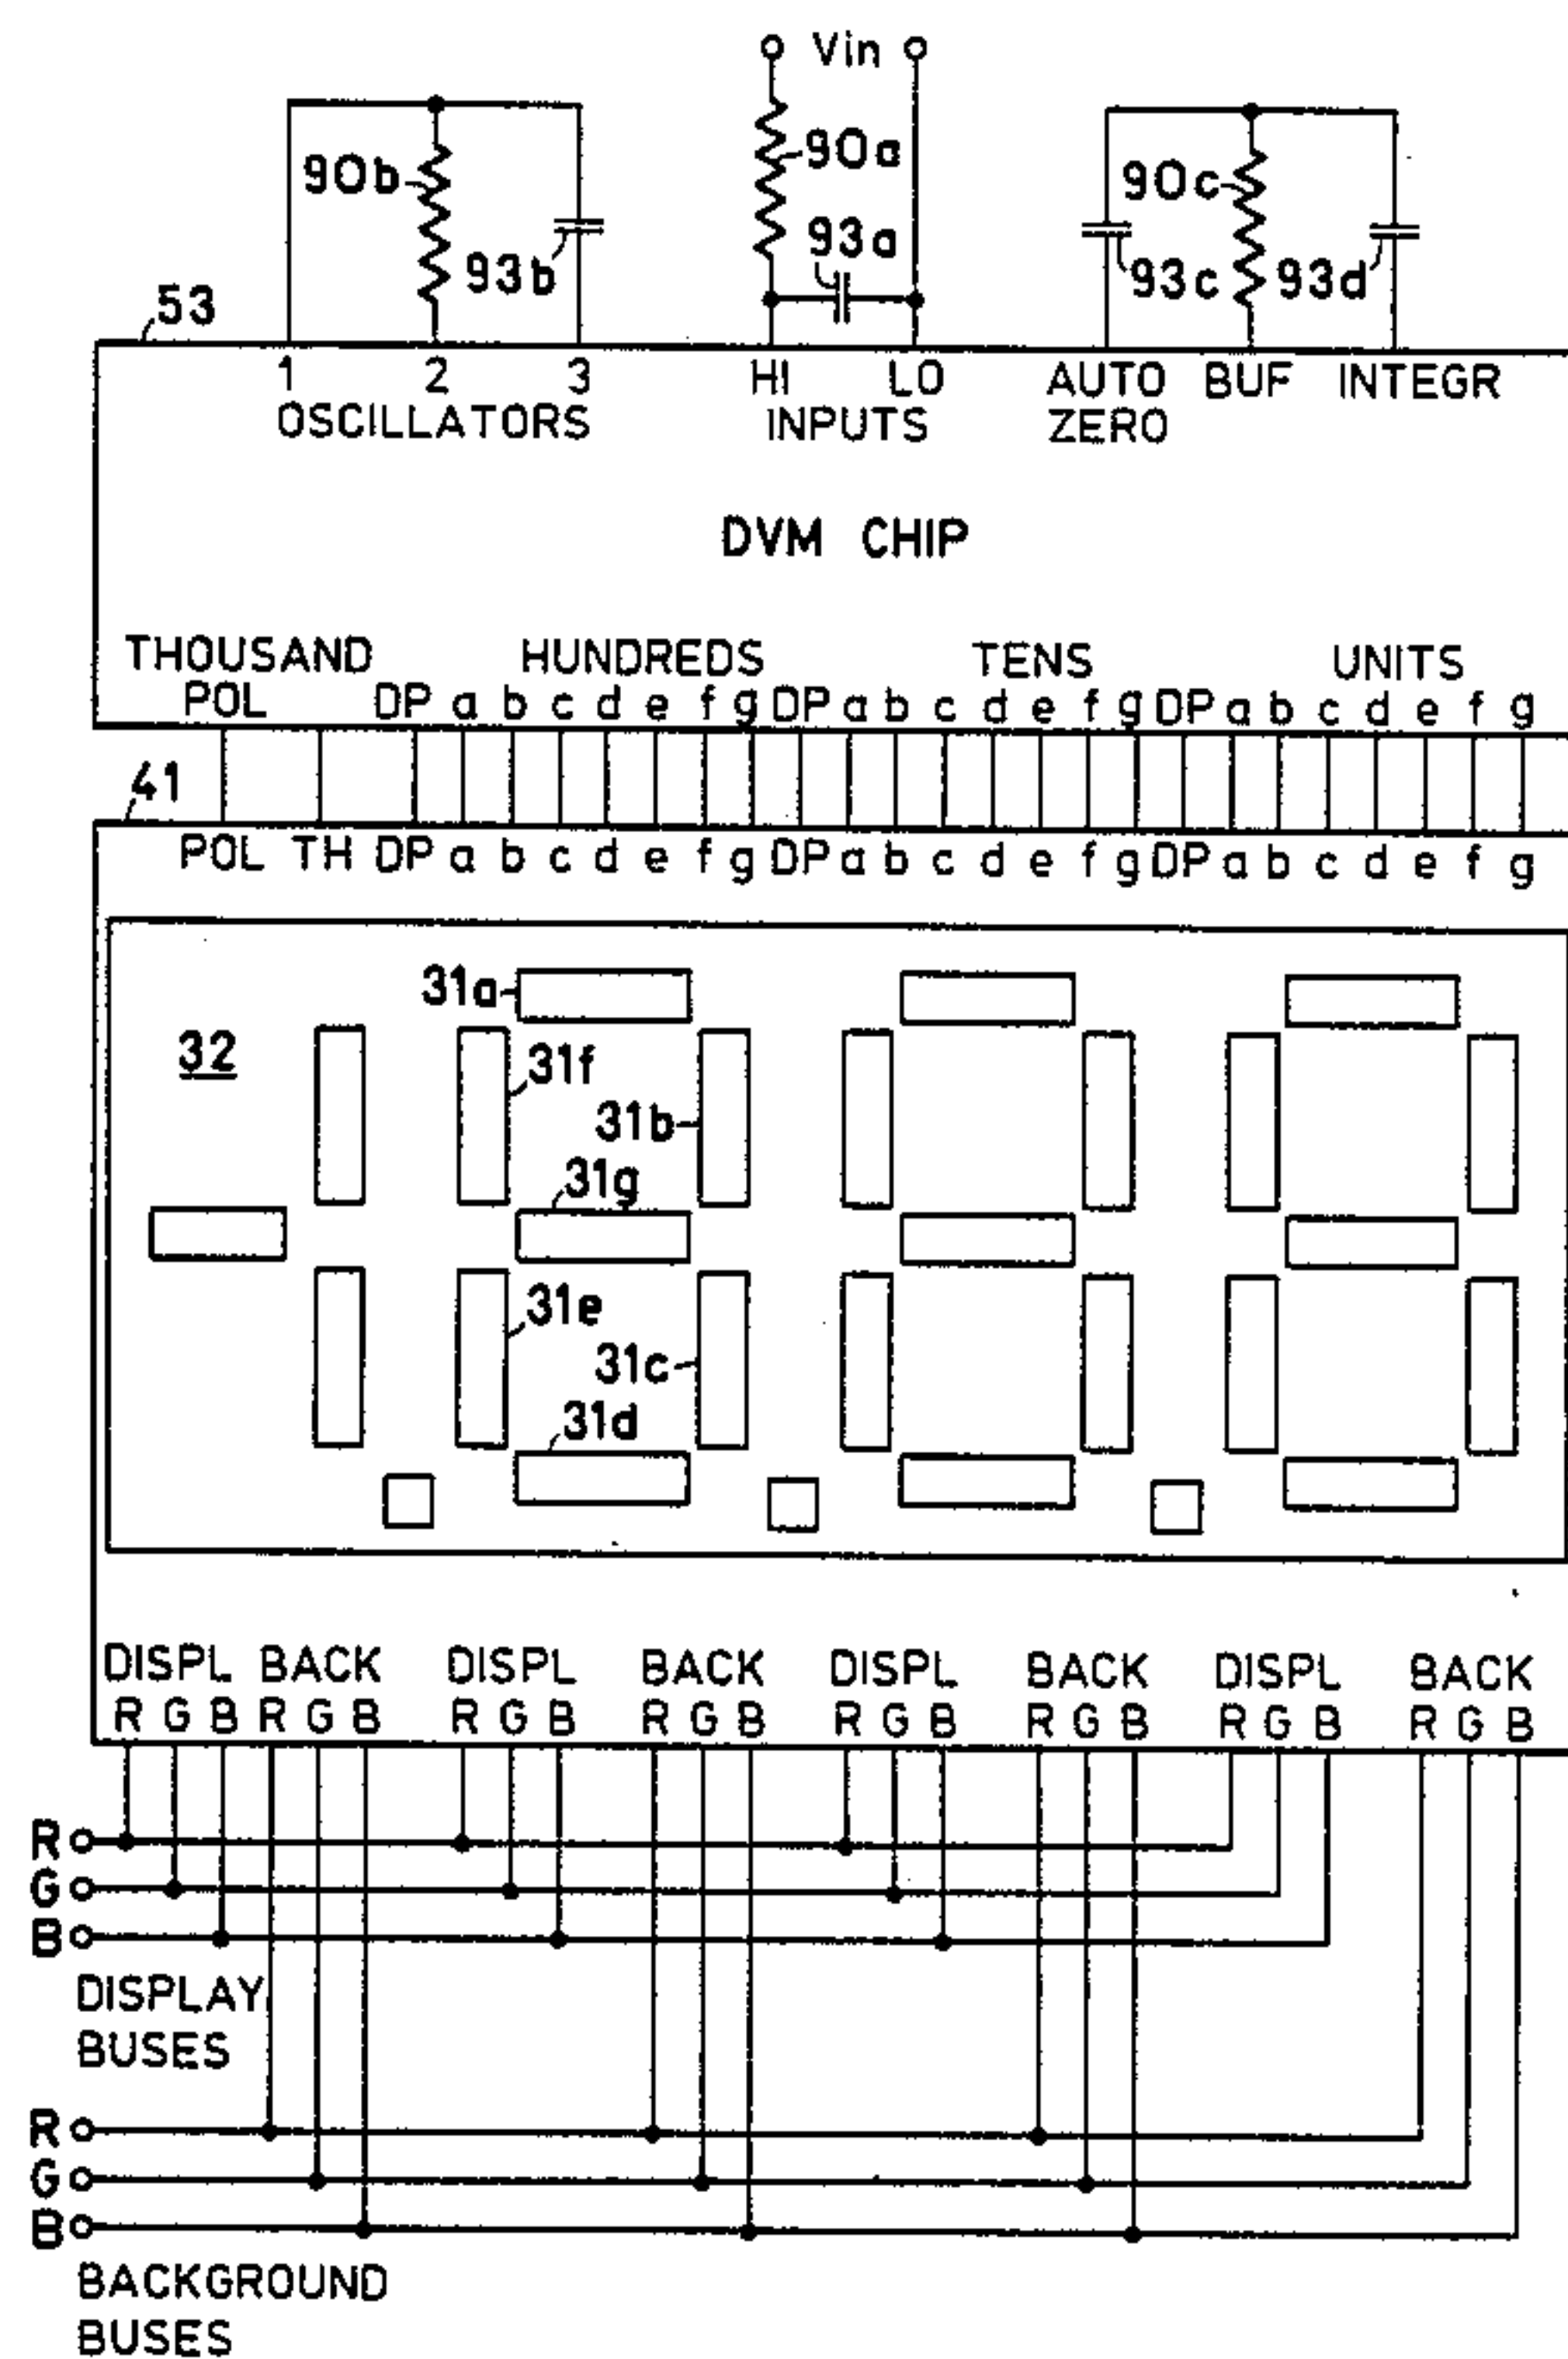 Vin
90b 90a 90c
93b 93a 93c 93d
53
1 2 3 HI LO AUTO BUF INTEGR
OSCILLATORS INPUTS ZERO
DVM CHIP
THOUSAND HUNDREDS TENS UNITS
POL DP a b c d e f g DP a b c d e f g DP a b c d e f g
41
POL TH DP a b c d e f g DP a b c d e f g DP a b c d e f g
31a
32
31f
31b
31g
31e
31c
31d
DISPL BACK DISPL BACK DISPL BACK DISPL BACK
R G B R G B R G B R G B R G B R G B R G B R G B
R
G
B
DISPLAY
BUSES
R
G
B
BACKGROUND
BUSES